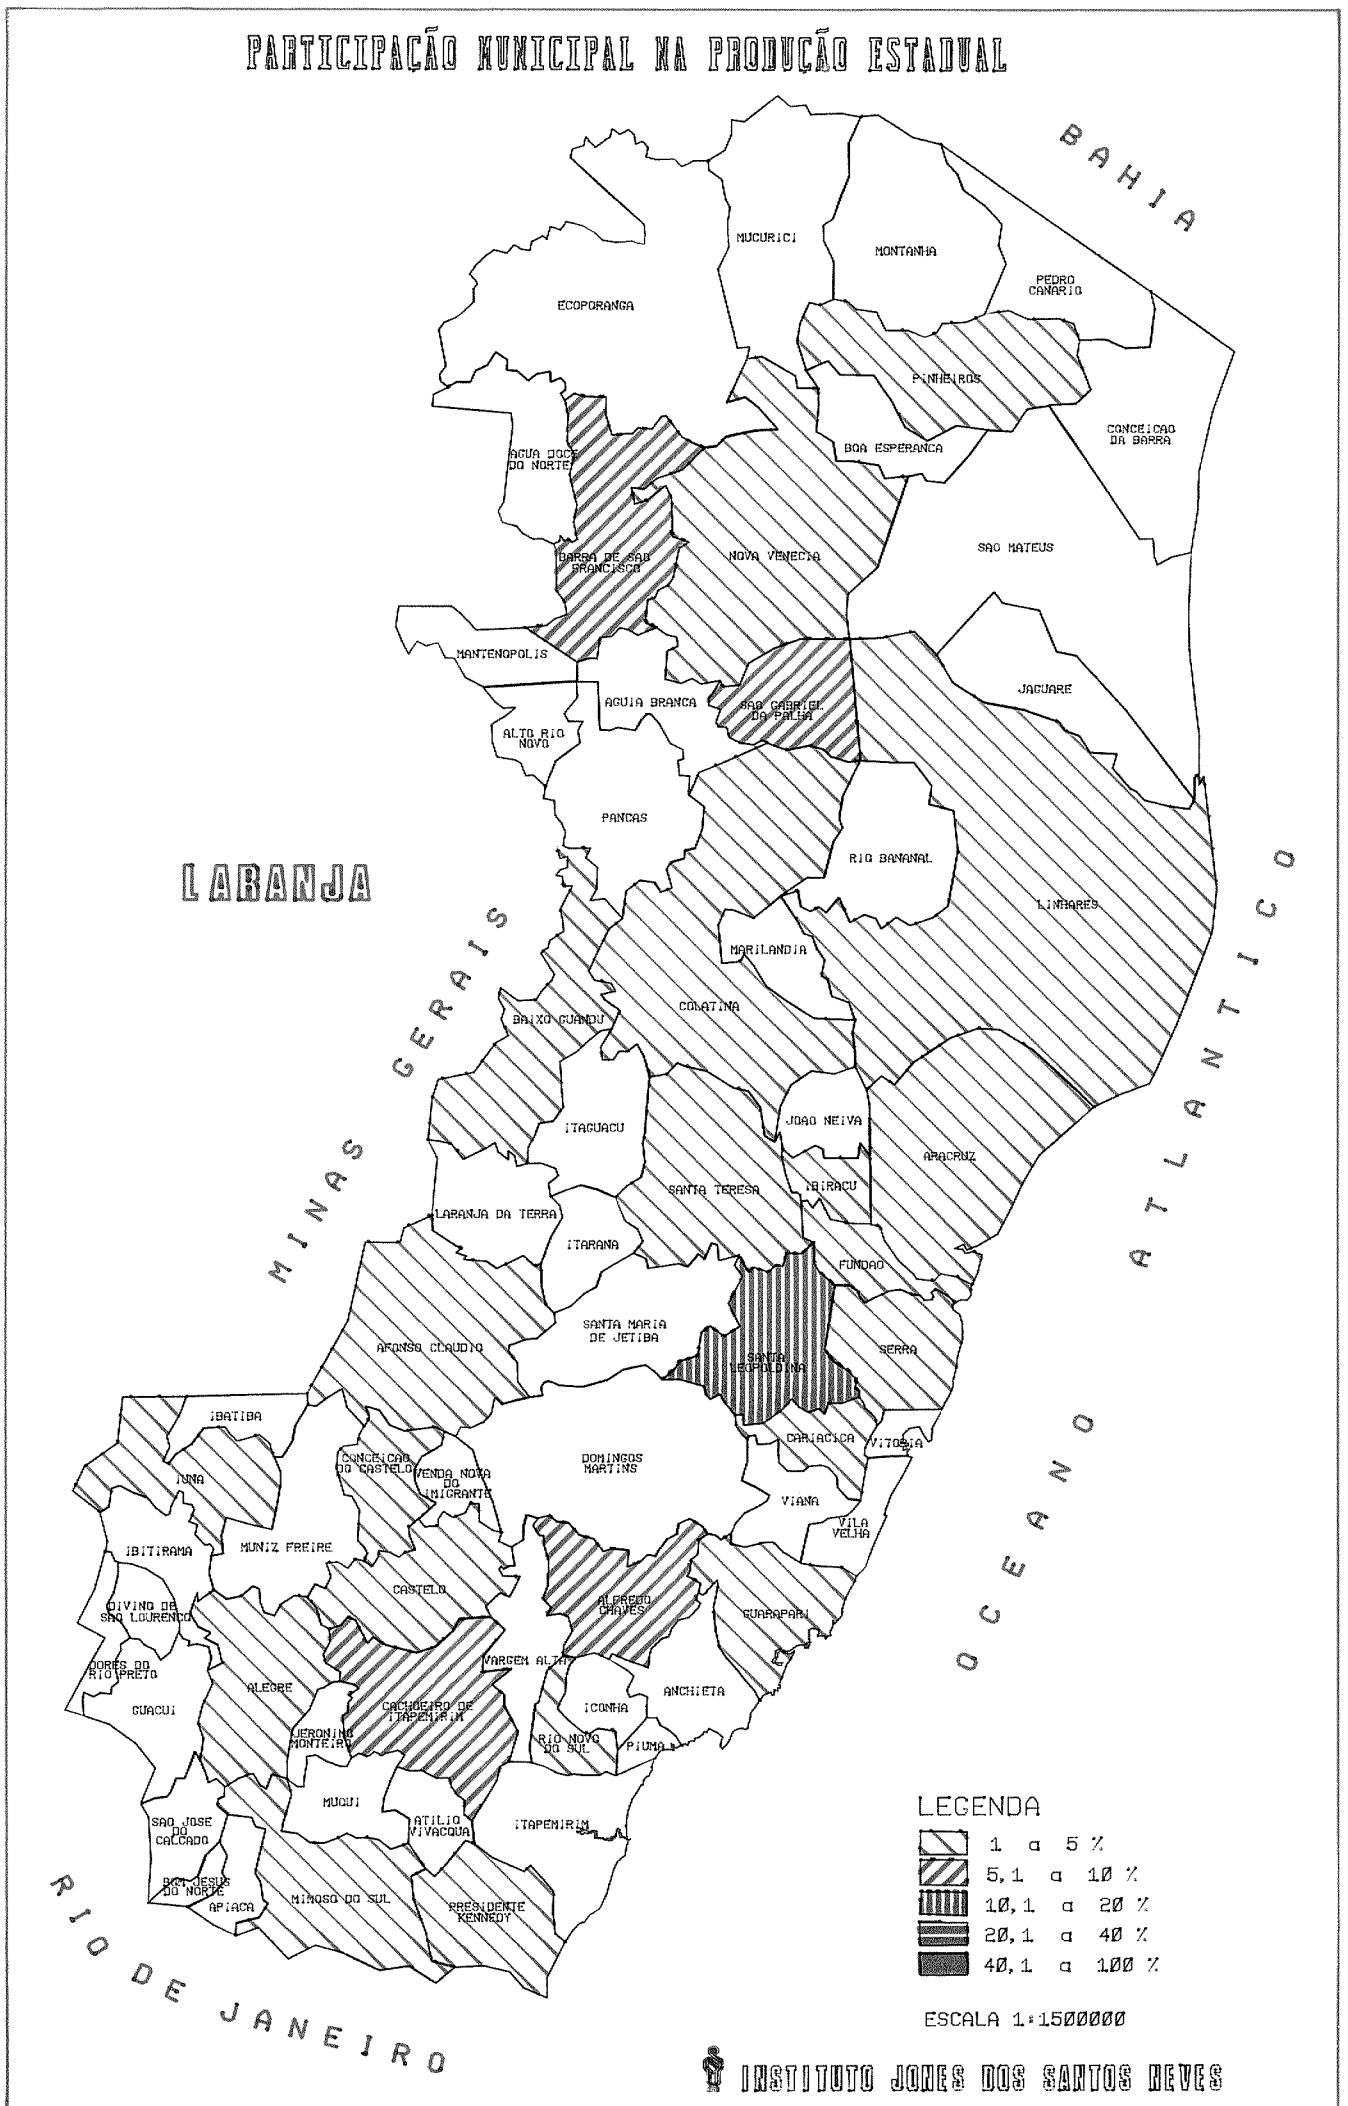 PARTICIPAÇÃO MUNICIPAL NA PRODUÇÃO ESTADUAL
BAHIA
MUCURICI
MONTANHA
PEDRO
CANARIO
ECOPORANGA
PINHEIROS
CONCEICAO
DA BARRA
BOA ESPERANCA
AGUA DOCE
DO NORTE
BARRA DE SAO
FRANCISCO
NOVA VENECIA
SAO MATEUS
MANTENOPOLIS
JAGUARE
AGUIA BRANCA
SAO GABRIEL
DA PALHA
ALTO RIO
NOVO
PANCAS
RIO BANANAL
LARANJA
LINHARES
MARILANDIA
COLATINA
BAIXO GUANDU
MINAS GERAIS
OCEANO ATLANTICO
ITAGUACU
JOAO NEIVA
ARACRUZ
SANTA TERESA
IBIRACU
LARANJA DA TERRA
ITARANA
FUNDAO
SANTA MARIA
DE JETIBA
AFONSO CLAUDIO
SANTA
LEOPOLDINA
SERRA
IBATIBA
CARIACICA
VITORIA
CONCEICAO
DO CASTELO
VENDA NOVA
DO
IMIGRANTE
DOMINGOS
MARTINS
IUNA
VIANA
VILA
VELHA
IBITIRAMA
MUNIZ FREIRE
CASTELO
ALFREDO
CHAVES
GUARAPARI
DIVINO DE
SAO LOURENCO
VARGEM ALTA
DORES DO
RIO PRETO
ALEGRE
ANCHIETA
GUACUI
CACHOEIRO DE
ITAPEMIRIM
ICONHA
JERONIMO
MONTEIRO
RIO NOVO
DO SUL
PIUMA
MUQUI
SAO JOSE
DO
CALCADO
ATILIO
VIVACQUA
ITAPEMIRIM
BOM JESUS
DO NORTE
APIACA
MIMOSO DO SUL
PRESIDENTE
KENNEDY
RIO DE JANEIRO
LEGENDA
1 a 5 %
5,1 a 10 %
10,1 a 20 %
20,1 a 40 %
40,1 a 100 %
ESCALA 1:1500000
INSTITUTO JONES DOS SANTOS NEVES